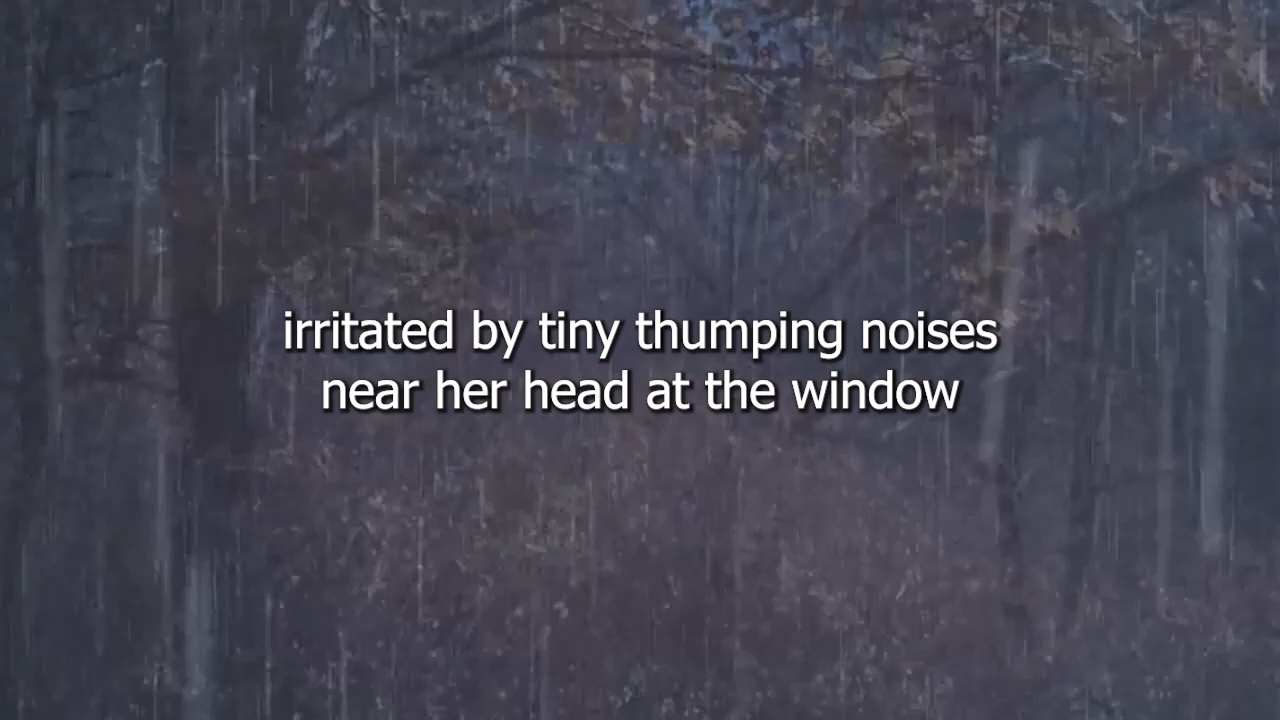 irritated by tiny thumping noises
near her head at the window